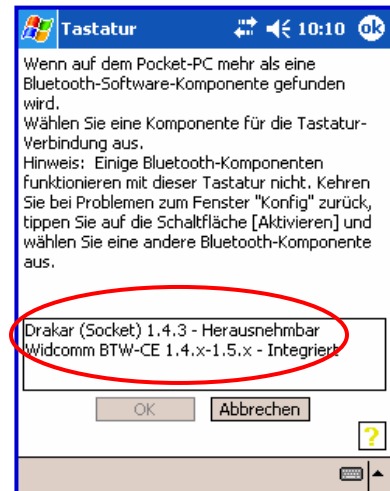 Tastatur 10:10 ok
Wenn auf dem Pocket-PC mehr als eine
Bluetooth-Software-Komponente gefunden
wird.
Wählen Sie eine Komponente für die Tastatur-
Verbindung aus.
Hinweis: Einige Bluetooth-Komponenten
funktionieren mit dieser Tastatur nicht. Kehren
Sie bei Problemen zum Fenster "Konfig" zurück,
tippen Sie auf die Schaltfläche [Aktivieren] und
wählen Sie eine andere Bluetooth-Komponente
aus.
Drakar (Socket) 1.4.3 - Herausnehmbar
Widcomm BTW-CE 1.4.x-1.5.x - Integriert
OK Abbrechen
?